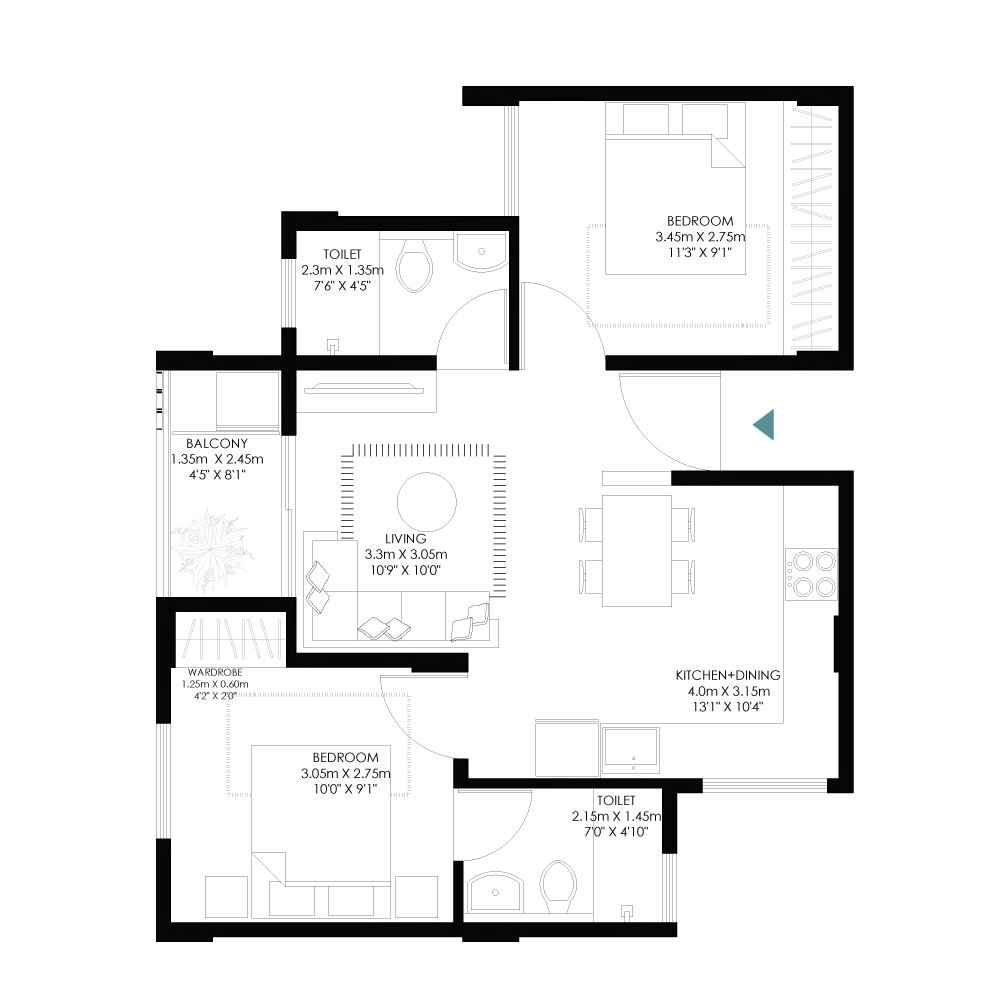 BEDROOM
3.45m X 2.75m
11'3" X 9'1"
TOILET
2.3m X 1.35m
7'6" X 4'5"
BALCONY
1.35m X 2.45m
4'5" X 8'1"
LIVING
3.3m X 3.05m
10'9" X 10'0"
WARDROBE
1.25m X 0.60m
4'2" X 2'0"
KITCHEN+DINING
4.0m X 3.15m
13'1" X 10'4"
BEDROOM
3.05m X 2.75m
10'0" X 9'1"
TOILET
2.15m X 1.45m
7'0" X 4'10"